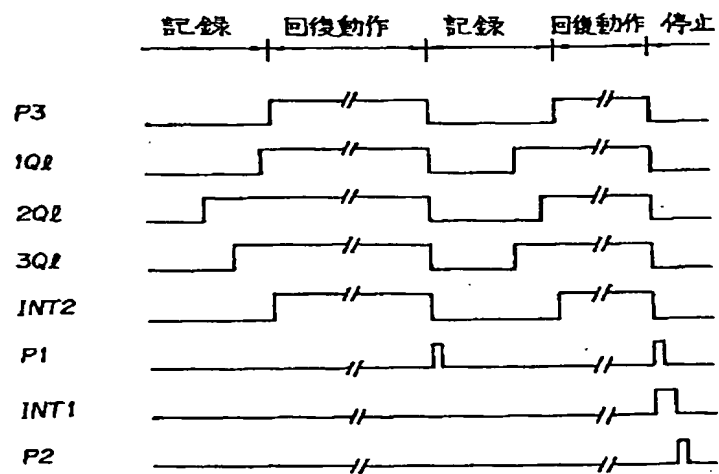 記録 回復動作 記録 回復動作 停止
P3
1Qℓ
2Qℓ
3Qℓ
INT2
P1
INT1
P2